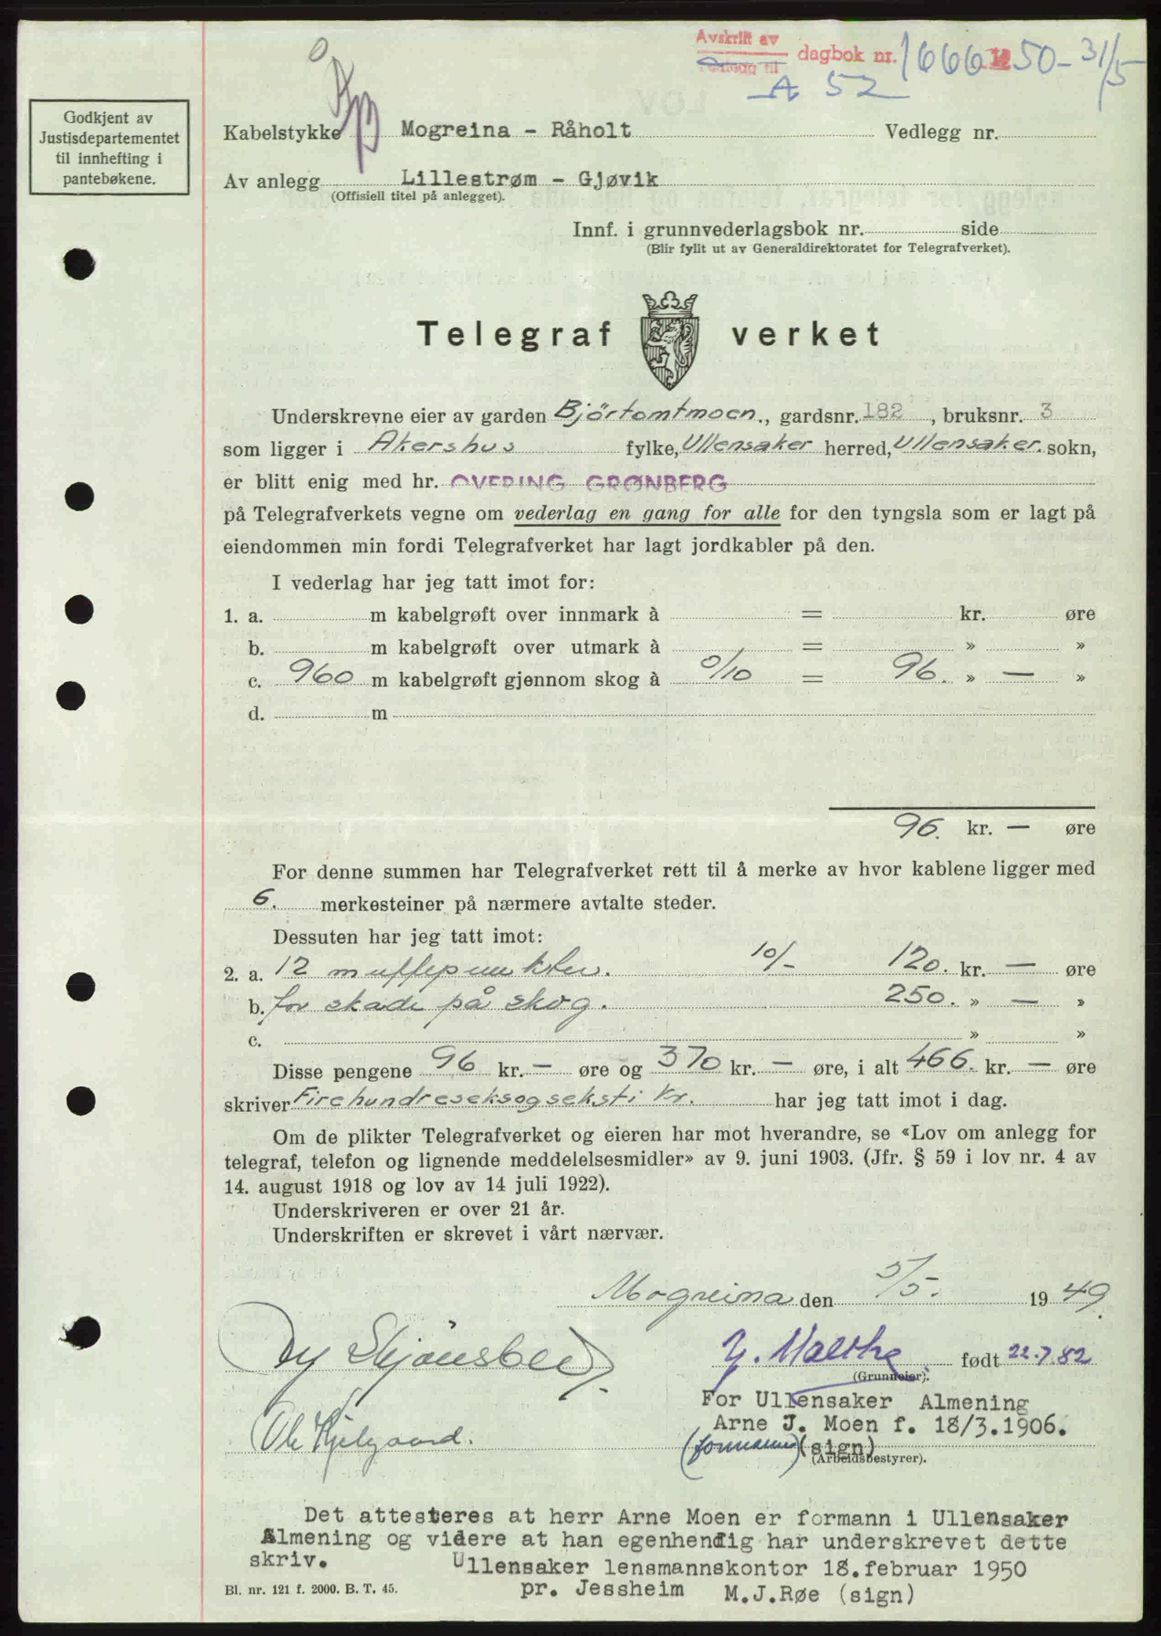 Avskrift av
dagbok nr. 1666 1950 - 31/5
A 52
Godkjent av
Justisdepartementet
til innhefting i
pantebøkene.
Kabelstykke Mogreina - Råholt Vedlegg nr.
Av anlegg Lillestrøm - Gjøvik
(Offisiell titel på anlegget).
Innf. i grunnvederlagsbok nr. side
(Blir fyllt ut av Generaldirektoratet for Telegrafverket).
Telegraf verket
Underskrevne eier av garden Björtomtmoen., gardsnr. 182, bruksnr. 3
som ligger i Akershus fylke, Ullensaker herred, Ullensaker. sokn,
er blitt enig med hr. OVERING GRØNBERG
på Telegrafverkets vegne om vederlag en gang for alle for den tyngsla som er lagt på
eiendommen min fordi Telegrafverket har lagt jordkabler på den.
I vederlag har jeg tatt imot for:
1. a. m kabelgrøft over innmark à = kr. øre
b. m kabelgrøft over utmark à = » »
c. 960 m kabelgrøft gjennom skog à 0/10 = 96. » — »
d. m
96. kr. — øre
For denne summen har Telegrafverket rett til å merke av hvor kablene ligger med
6. merkesteiner på nærmere avtalte steder.
Dessuten har jeg tatt imot:
2. a. 12 muffepunkter. 10/- 120. kr. — øre
b. for skade på skog. 250. » — »
c. » »
Disse pengene 96 kr. — øre og 370 kr. — øre, i alt 466. kr. — øre
skriver Firehundreseksogseksti kr. har jeg tatt imot i dag.
Om de plikter Telegrafverket og eieren har mot hverandre, se «Lov om anlegg for
telegraf, telefon og lignende meddelelsesmidler» av 9. juni 1903. (Jfr. § 59 i lov nr. 4 av
14. august 1918 og lov av 14 juli 1922).
Underskriveren er over 21 år.
Underskriften er skrevet i vårt nærvær.
Mogreina den 5/5. 1949
født 22.7.82
(Grunneier).
For Ullensaker Almening
Arne J. Moen f. 18/3.1906.
(formann) (sign)
(Arbeidsbestyrer).
Det attesteres at herr Arne Moen er formann i Ullensaker
Almening og videre at han egenhendig har underskrevet dette
skriv. Ullensaker lensmannskontor 18.februar 1950
Bl. nr. 121 f. 2000. B. T. 45. pr. Jessheim M.J.Røe (sign)